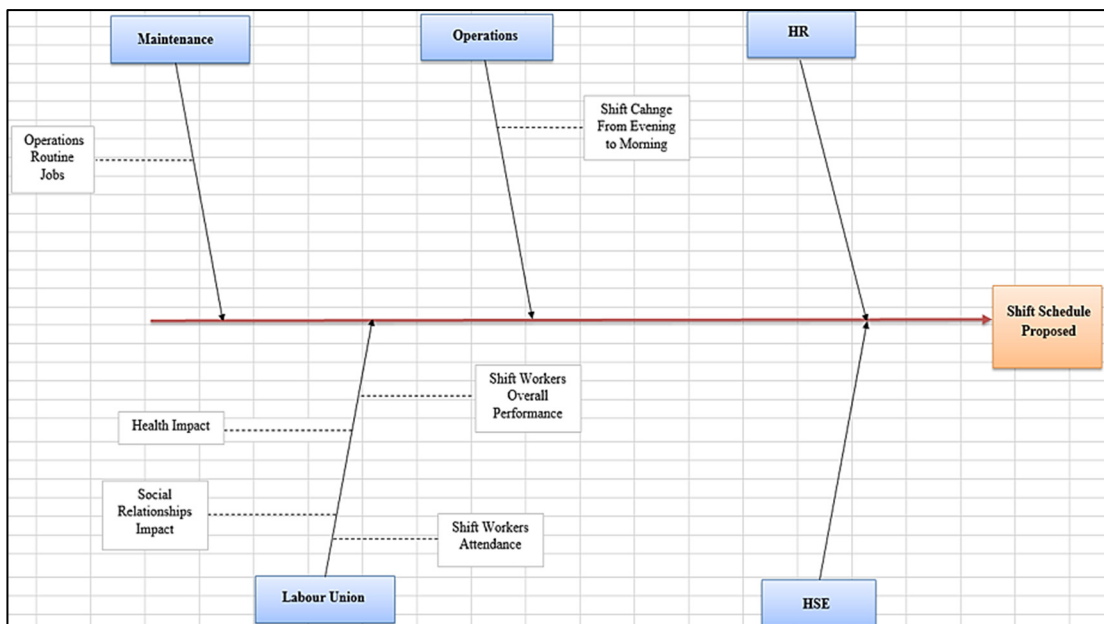 Maintenance
Operations
HR
Shift Cahnge
From Evening
to Morning
Operations
Routine
Jobs
Shift Schedule
Proposed
Shift Workers
Overall
Performance
Health Impact
Social
Relationships
Impact
Shift Workers
Attendance
Labour Union
HSE